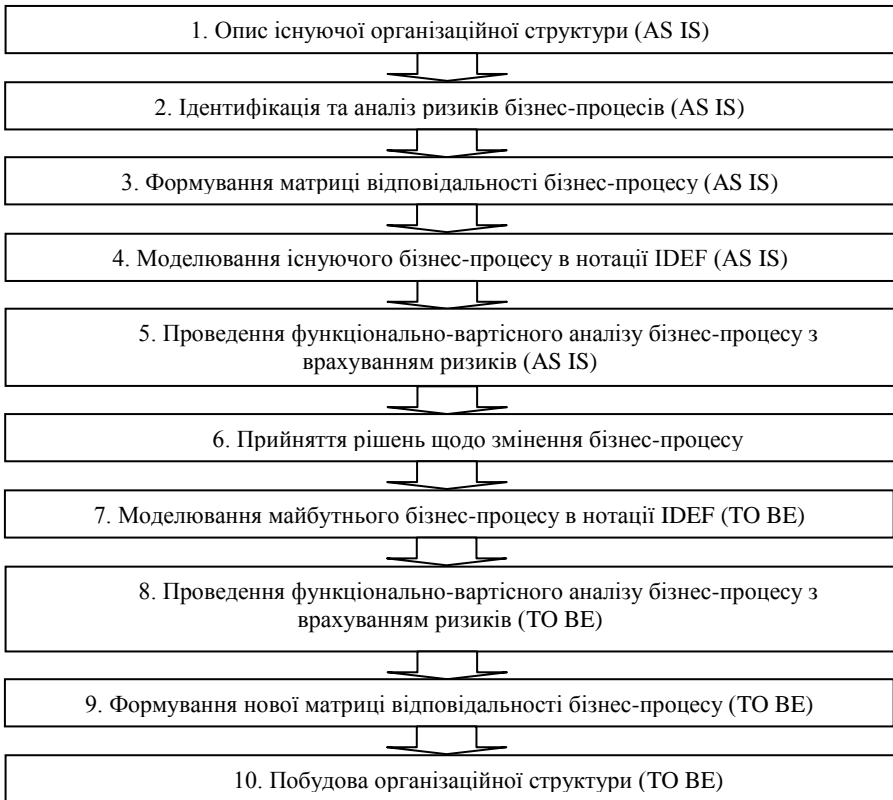 1. Опис існуючої організаційної структури (AS IS)
2. Ідентифікація та аналіз ризиків бізнес-процесів (AS IS)
3. Формування матриці відповідальності бізнес-процесу (AS IS)
4. Моделювання існуючого бізнес-процесу в нотації IDEF (AS IS)
5. Проведення функціонально-вартісного аналізу бізнес-процесу з
врахуванням ризиків (AS IS)
6. Прийняття рішень щодо змінення бізнес-процесу
7. Моделювання майбутнього бізнес-процесу в нотації IDEF (TO BE)
8. Проведення функціонально-вартісного аналізу бізнес-процесу з
врахуванням ризиків (TO BE)
9. Формування нової матриці відповідальності бізнес-процесу (TO BE)
10. Побудова організаційної структури (TO BE)